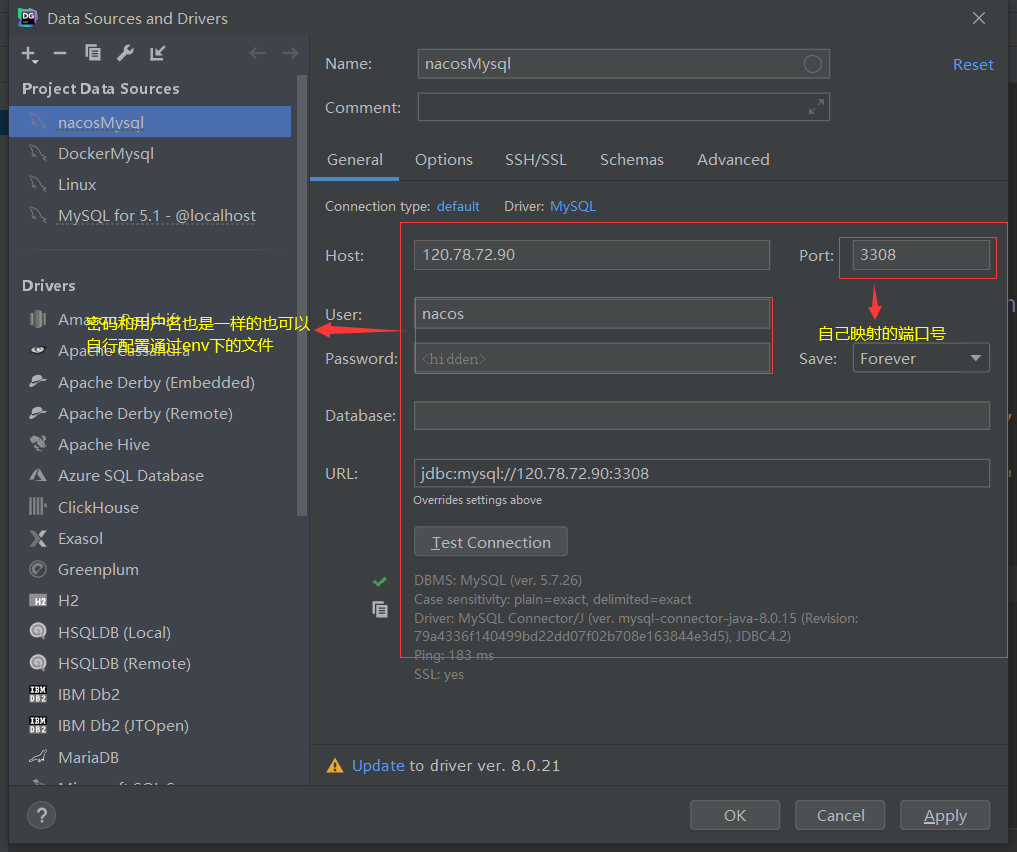 DG Data Sources and Drivers
Project Data Sources
nacosMysql
DockerMysql
Linux
MySQL for 5.1 - @localhost
Drivers
密码和用户名也是一样的也可以
自行配置通过env下的文件
Apache Cassandra
Apache Derby (Embedded)
Apache Derby (Remote)
Apache Hive
Azure SQL Database
ClickHouse
Exasol
Greenplum
H2 H2
HSQLDB (Local)
HSQLDB (Remote)
IBM DB2 IBM Db2
IBM DB2 IBM Db2 (JTOpen)
MariaDB
Name: nacosMysql Reset
Comment:
General Options SSH/SSL Schemas Advanced
Connection type: default Driver: MySQL
Host: 120.78.72.90 Port: 3308
User: nacos
自己映射的端口号
Password: <hidden> Save: Forever
Database:
URL: jdbc:mysql://120.78.72.90:3308
Overrides settings above
Test Connection
DBMS: MySQL (ver. 5.7.26)
Case sensitivity: plain=exact, delimited=exact
Driver: MySQL Connector/J (ver. mysql-connector-java-8.0.15 (Revision:
79a4336f140499bd22dd07f02b708e163844e3d5), JDBC4.2)
Ping: 183 ms
SSL: yes
Update to driver ver. 8.0.21
? OK Cancel Apply